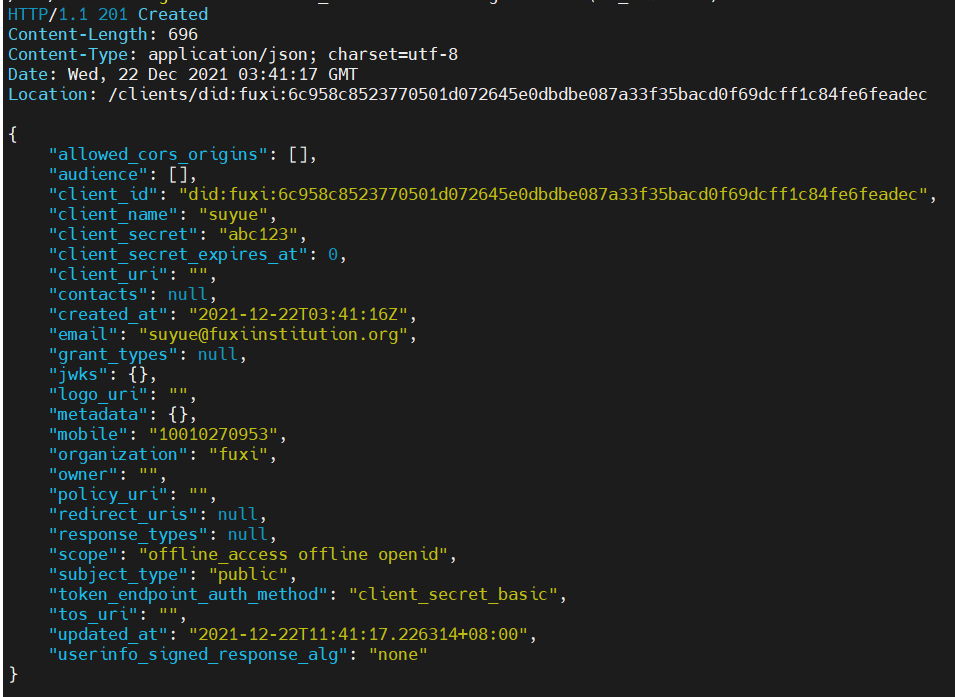 HTTP/1.1 201 Created
Content-Length: 696
Content-Type: application/json; charset=utf-8
Date: Wed, 22 Dec 2021 03:41:17 GMT
Location: /clients/did:fuxi:6c958c8523770501d072645e0dbdbe087a33f35bacd0f69dcff1c84fe6feadec

{
    "allowed_cors_origins": [],
    "audience": [],
    "client_id": "did:fuxi:6c958c8523770501d072645e0dbdbe087a33f35bacd0f69dcff1c84fe6feadec",
    "client_name": "suyue",
    "client_secret": "abc123",
    "client_secret_expires_at": 0,
    "client_uri": "",
    "contacts": null,
    "created_at": "2021-12-22T03:41:16Z",
    "email": "suyue@fuxiinstitution.org",
    "grant_types": null,
    "jwks": {},
    "logo_uri": "",
    "metadata": {},
    "mobile": "10010270953",
    "organization": "fuxi",
    "owner": "",
    "policy_uri": "",
    "redirect_uris": null,
    "response_types": null,
    "scope": "offline_access offline openid",
    "subject_type": "public",
    "token_endpoint_auth_method": "client_secret_basic",
    "tos_uri": "",
    "updated_at": "2021-12-22T11:41:17.226314+08:00",
    "userinfo_signed_response_alg": "none"
}